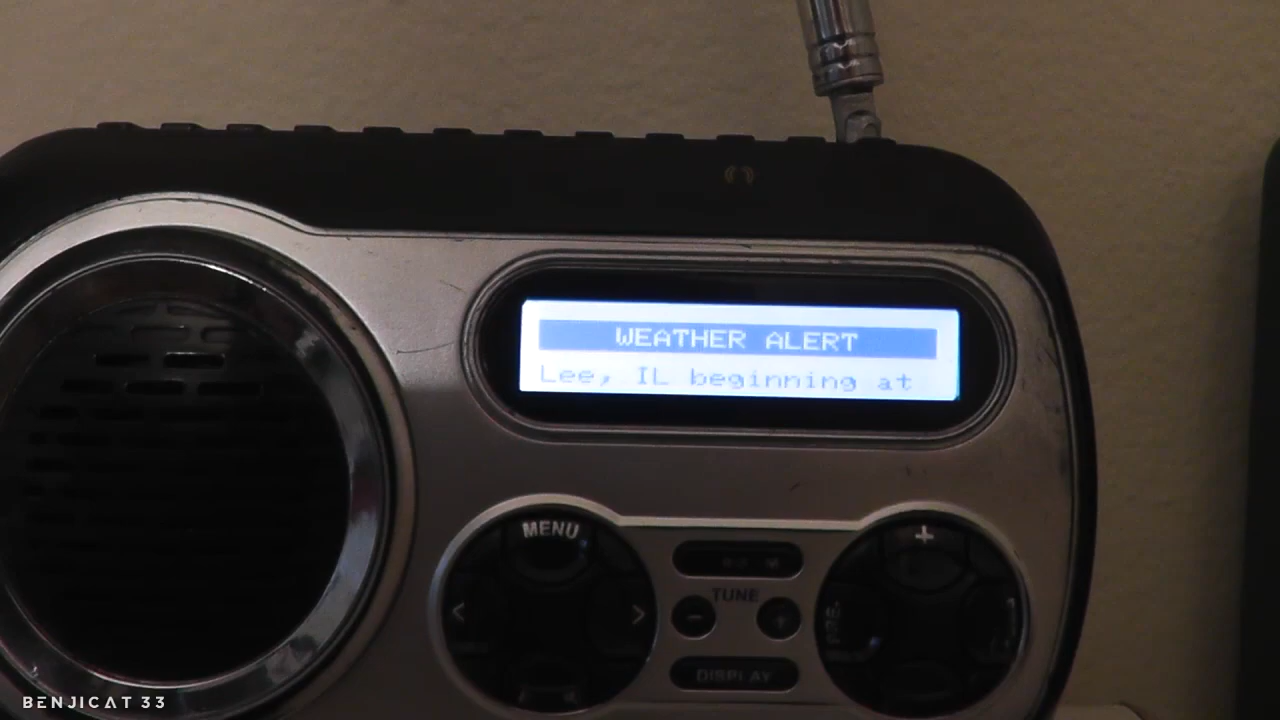 WEATHER ALERT
Lee, IL beginning at
MENU
+
<
>
TUNE
-
+
DISPLAY
BENJICAT 33